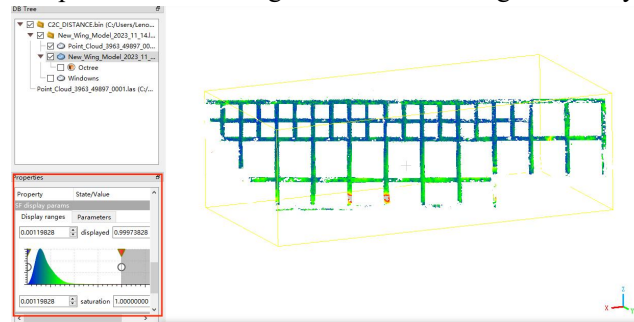 DB Tree
C2C_DISTANCE.bin (C:/Users/Leno...
New_Wing_Model_2023_11_14.l...
Point_Cloud_3963_49897_00...
New_Wing_Model_2023_11_...
Octree
Windowns
Point_Cloud_3963_49897_0001.las (C:/...
Properties
Property State/Value
SF display params
Display ranges Parameters
0.00119828 displayed 0.99973828
0.00119828 saturation 1.00000000
Z
X
Y